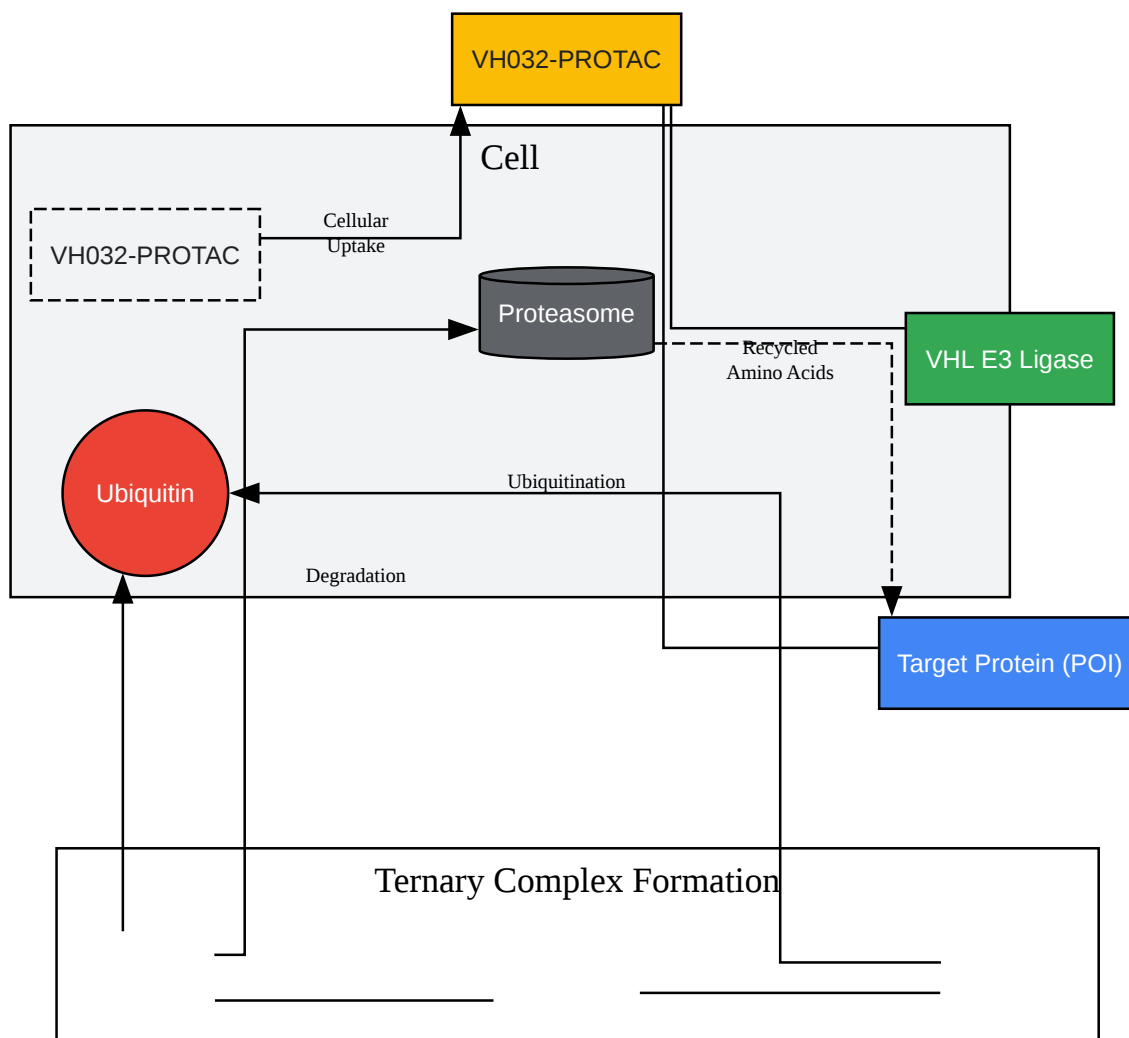 VH032-PROTAC
Cell
Cellular
Uptake
VH032-PROTAC
Proteasome
Recycled
Amino Acids
VHL E3 Ligase
Ubiquitin
Ubiquitination
Degradation
Target Protein (POI)
Ternary Complex Formation